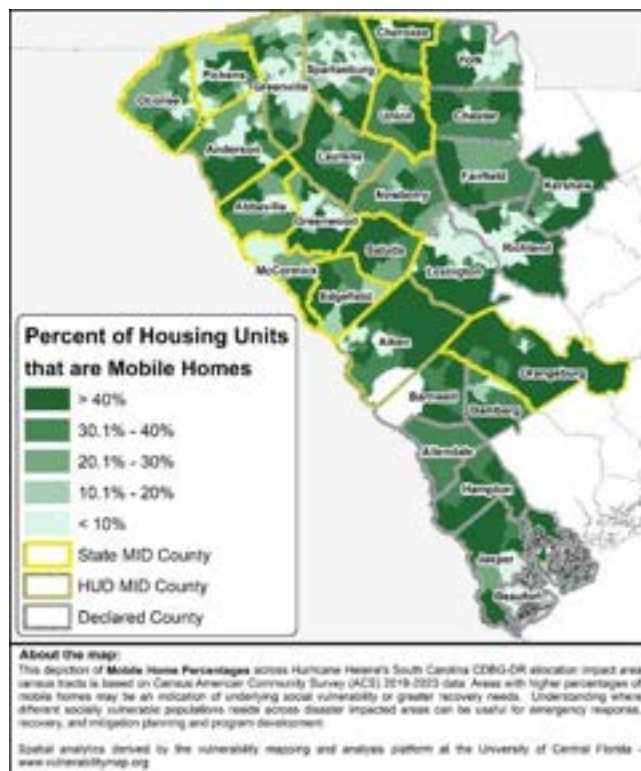 Cherokee
York
Spartanburg
Pickens
Greenville
Oconee
Union
Chester
Anderson
Laurens
Fairfield
Kershaw
Newberry
Abbeville
Greenwood
Richland
Saluda
Lexington
McCormick
Edgefield
Aiken
Orangeburg
Barnwell
Bamberg
Allendale
Hampton
Jasper
Beaufort
Percent of Housing Units
that are Mobile Homes
> 40%
30.1% - 40%
20.1% - 30%
10.1% - 20%
< 10%
State MID County
HUD MID County
Declared County
About the map:
This depiction of Mobile Home Percentages across Hurricane Helene's South Carolina CDBG-DR allocation impact area
census tracts is based on Census American Community Survey (ACS) 2019-2023 data. Areas with higher percentages of
mobile homes may be an indication of underlying social vulnerability or greater recovery needs. Understanding where
different socially vulnerable populations reside across disaster impacted areas can be useful for emergency response,
recovery, and mitigation planning and program development.
Spatial analytics derived by the vulnerability mapping and analysis platform at the University of Central Florida -
www.vulnerabilitymap.org